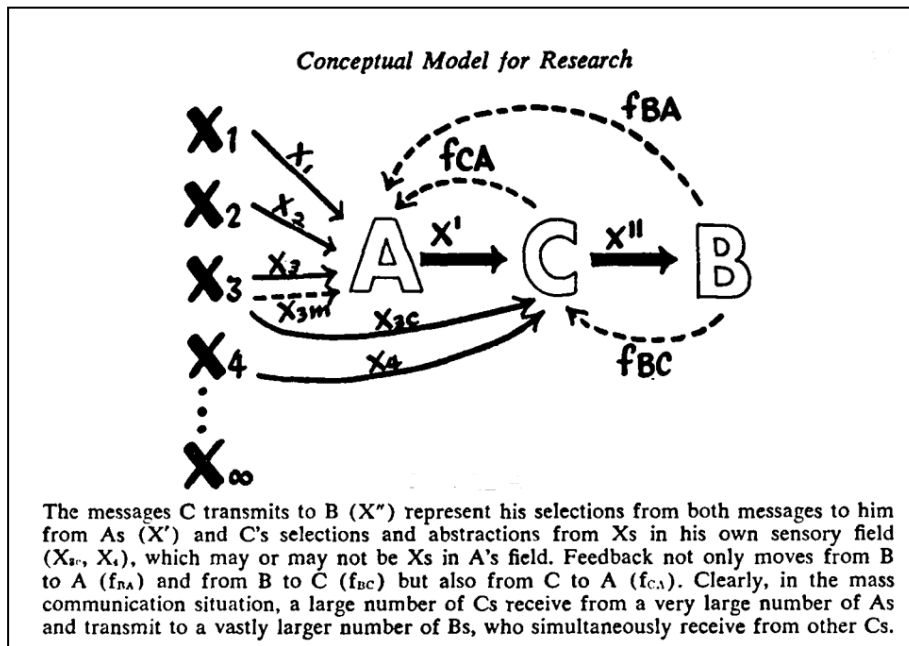 Conceptual Model for Research
fBA
X1
X1
fCA
X2
X2
A
X'
C
X"
B
X3
X3
X3m
X3c
X4
X4
fBC
X∞
The messages C transmits to B (X") represent his selections from both messages to him
from As (X') and C's selections and abstractions from Xs in his own sensory field
(X3c, X4), which may or may not be Xs in A's field. Feedback not only moves from B
to A (fBA) and from B to C (fBC) but also from C to A (fCA). Clearly, in the mass
communication situation, a large number of Cs receive from a very large number of As
and transmit to a vastly larger number of Bs, who simultaneously receive from other Cs.